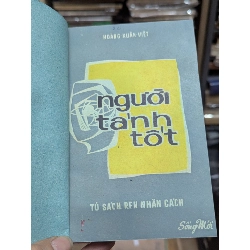 HOÀNG XUÂN VIỆT
người
tánh
tốt
TỦ SÁCH RÈN NHÂN CÁCH
Sống Mới